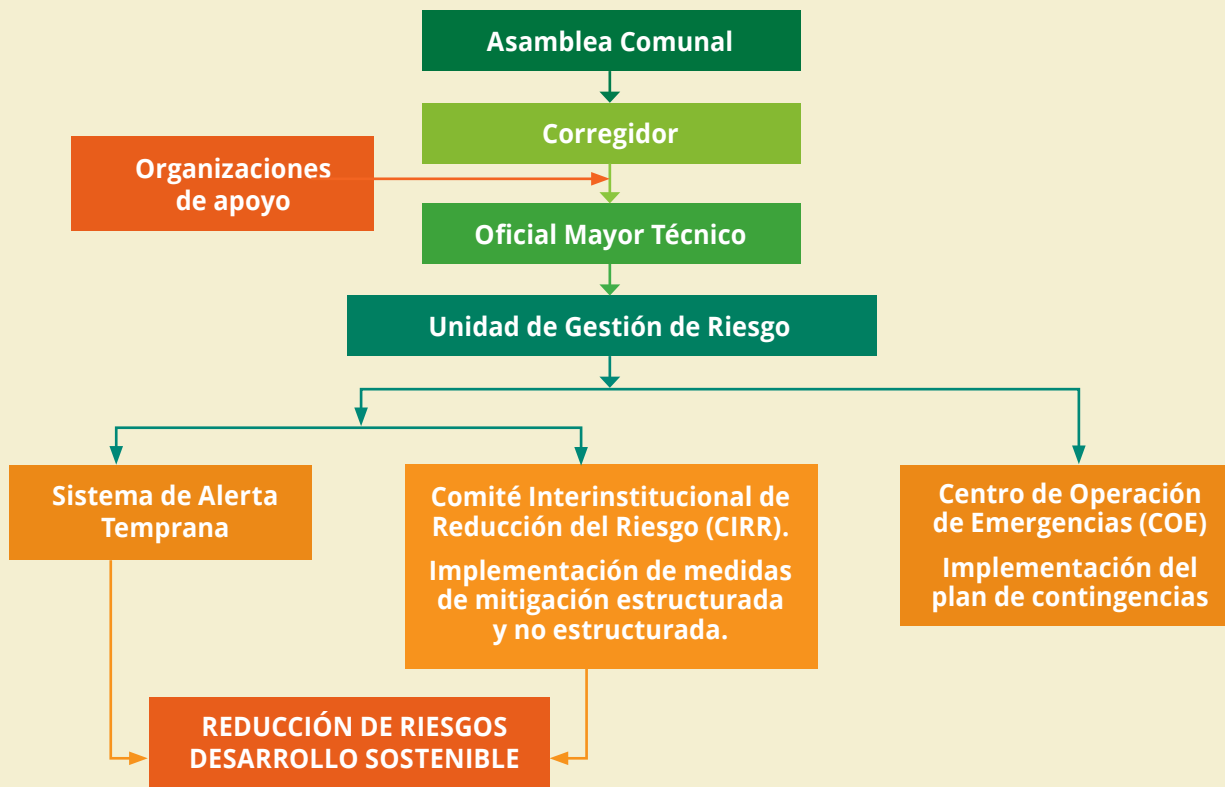 Asamblea Comunal
Corregidor
Organizaciones
de apoyo
Oficial Mayor Técnico
Unidad de Gestión de Riesgo
Sistema de Alerta
Temprana
Comité Interinstitucional de
Reducción del Riesgo (CIRR).
Implementación de medidas
de mitigación estructurada
y no estructurada.
Centro de Operación
de Emergencias (COE)
Implementación del
plan de contingencias
REDUCCIÓN DE RIESGOS
DESARROLLO SOSTENIBLE